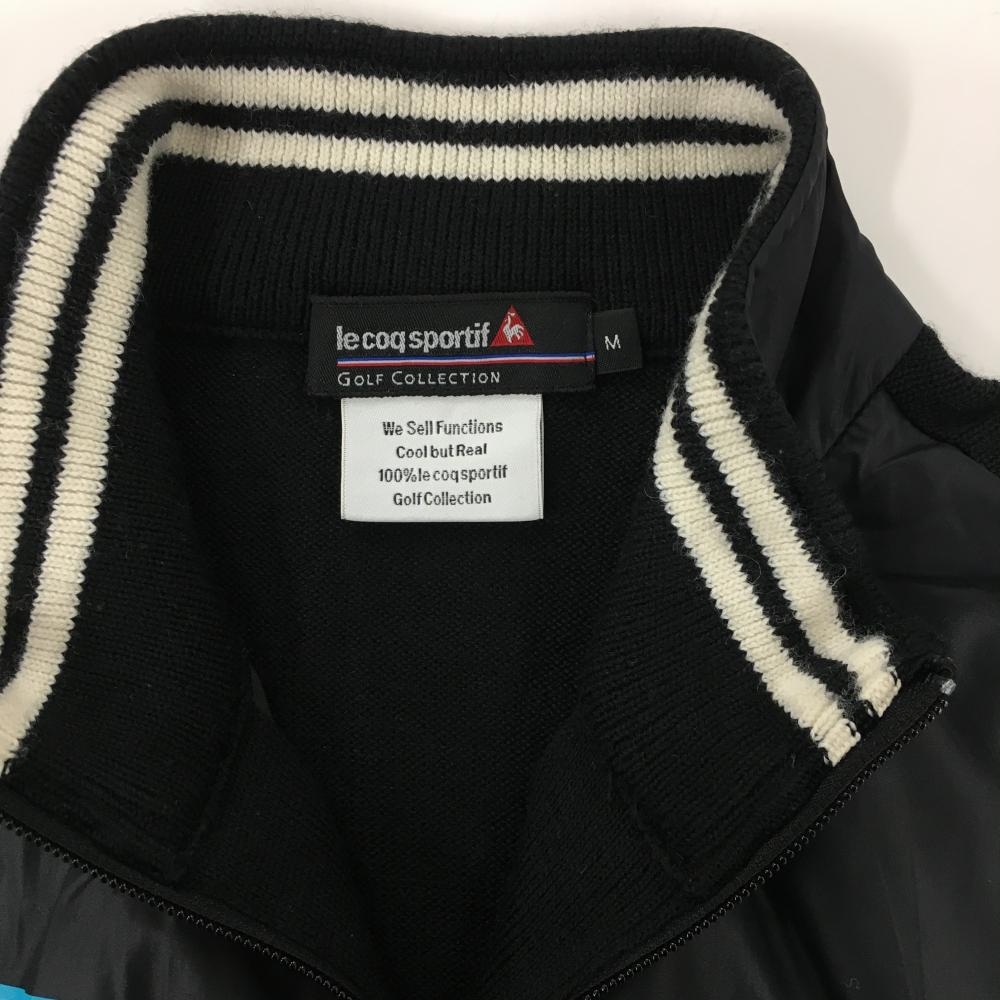 le coq sportif
GOLF COLLECTION
M
We Sell Functions
Cool but Real
100%le coq sportif
Golf Collection